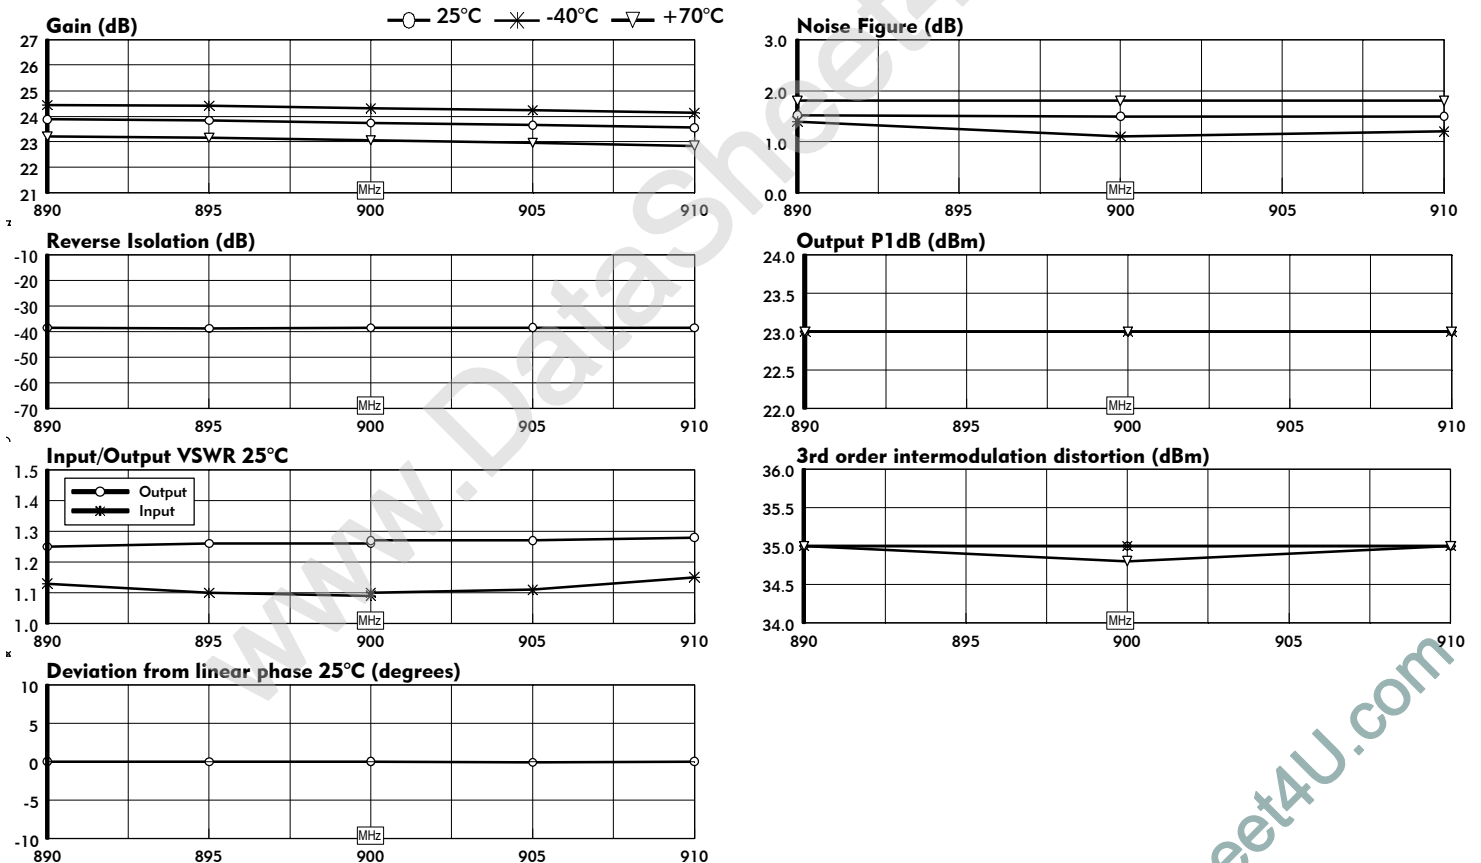 25°C -40°C +70°C
Gain (dB)
27
26
25
24
23
22
21
MHz
890 895 900 905 910
Noise Figure (dB)
3.0
2.0
1.0
0.0
MHz
890 895 900 905 910
Reverse Isolation (dB)
-10
-20
-30
-40
-50
-60
-70
MHz
890 895 900 905 910
Output P1dB (dBm)
24.0
23.5
23.0
22.5
22.0
MHz
890 895 900 905 910
Input/Output VSWR 25°C
1.5
1.4
1.3
1.2
1.1
1.0
Output
Input
MHz
890 895 900 905 910
3rd order intermodulation distortion (dBm)
36.0
35.5
35.0
34.5
34.0
MHz
890 895 900 905 910
Deviation from linear phase 25°C (degrees)
10
5
0
-5
-10
MHz
890 895 900 905 910
www.DataSheet4
eet4U.com